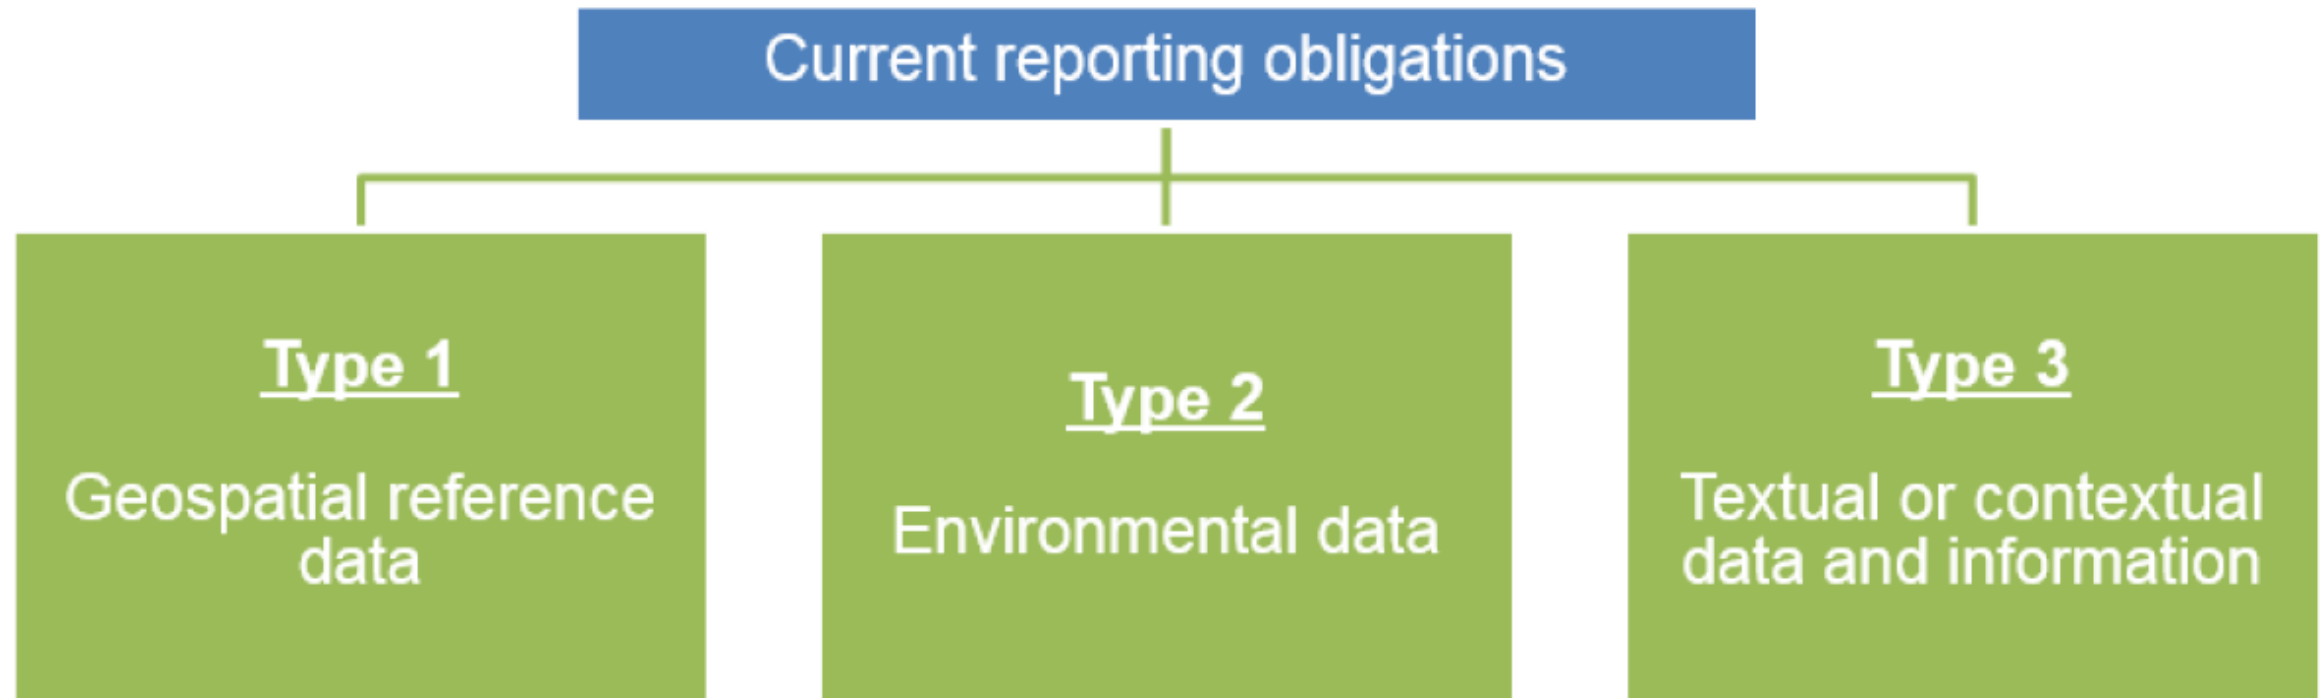 Current reporting obligations
Type 1
Geospatial reference
data
Type 2
Environmental data
Type 3
Textual or contextual
data and information